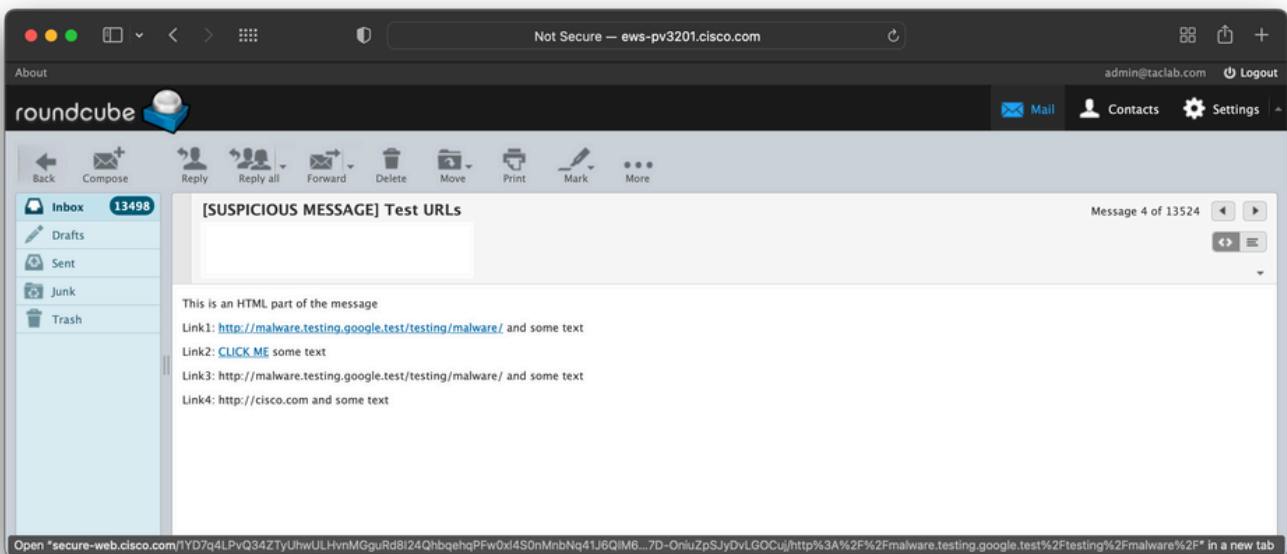 Not Secure — ews-pv3201.cisco.com
About
admin@taclab.com Logout
roundcube
Mail Contacts Settings
Back Compose Reply Reply all Forward Delete Move Print Mark More
Inbox 13498
Drafts
Sent
Junk
Trash
[SUSPICIOUS MESSAGE] Test URLs
Message 4 of 13524
This is an HTML part of the message
Link1: http://malware.testing.google.test/testing/malware/ and some text
Link2: CLICK ME some text
Link3: http://malware.testing.google.test/testing/malware/ and some text
Link4: http://cisco.com and some text
Open "secure-web.cisco.com/1YD7q4LPvQ34ZTyUhwULHvnMGguRd8I24QhbqehqPFw0xl4S0nMnbNq41J6QIM6...7D-OniuZpSJyDvLGOCuj/http%3A%2F%2Fmalware.testing.google.test%2Ftesting%2Fmalware%2F" in a new tab